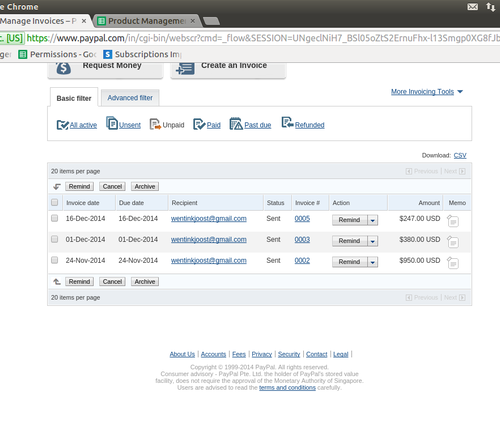 e Chrome
Manage Invoices – P
Product Manageme
[US] https://www.paypal.com/in/cgi-bin/webscr?cmd=_flow&SESSION=
Permissions - Goo
Subscriptions Im
Request Money
Create an Invoice
Basic filter
Advanced filter
More Invoicing Tools
All active
Unsent
Unpaid
Paid
Past due
Refunded
Download: CSV
20 items per page
Previous | Next
Remind
Cancel
Archive
Invoice date Due date Recipient Status Invoice # Action Amount Memo
16-Dec-2014 16-Dec-2014 wentinkjoost@gmail.com Sent 0005 Remind $247.00 USD
01-Dec-2014 01-Dec-2014 wentinkjoost@gmail.com Sent 0003 Remind $380.00 USD
24-Nov-2014 24-Nov-2014 wentinkjoost@gmail.com Sent 0002 Remind $950.00 USD
Remind
Cancel
Archive
20 items per page
Previous | Next
About Us | Accounts | Fees | Privacy | Security | Contact | Legal |
Copyright © 1999-2014 PayPal. All rights reserved.
Consumer advisory - PayPal Pte. Ltd, the holder of PayPal's stored value
facility, does not require the approval of the Monetary Authority of Singapore.
Users are advised to read the terms and conditions carefully.